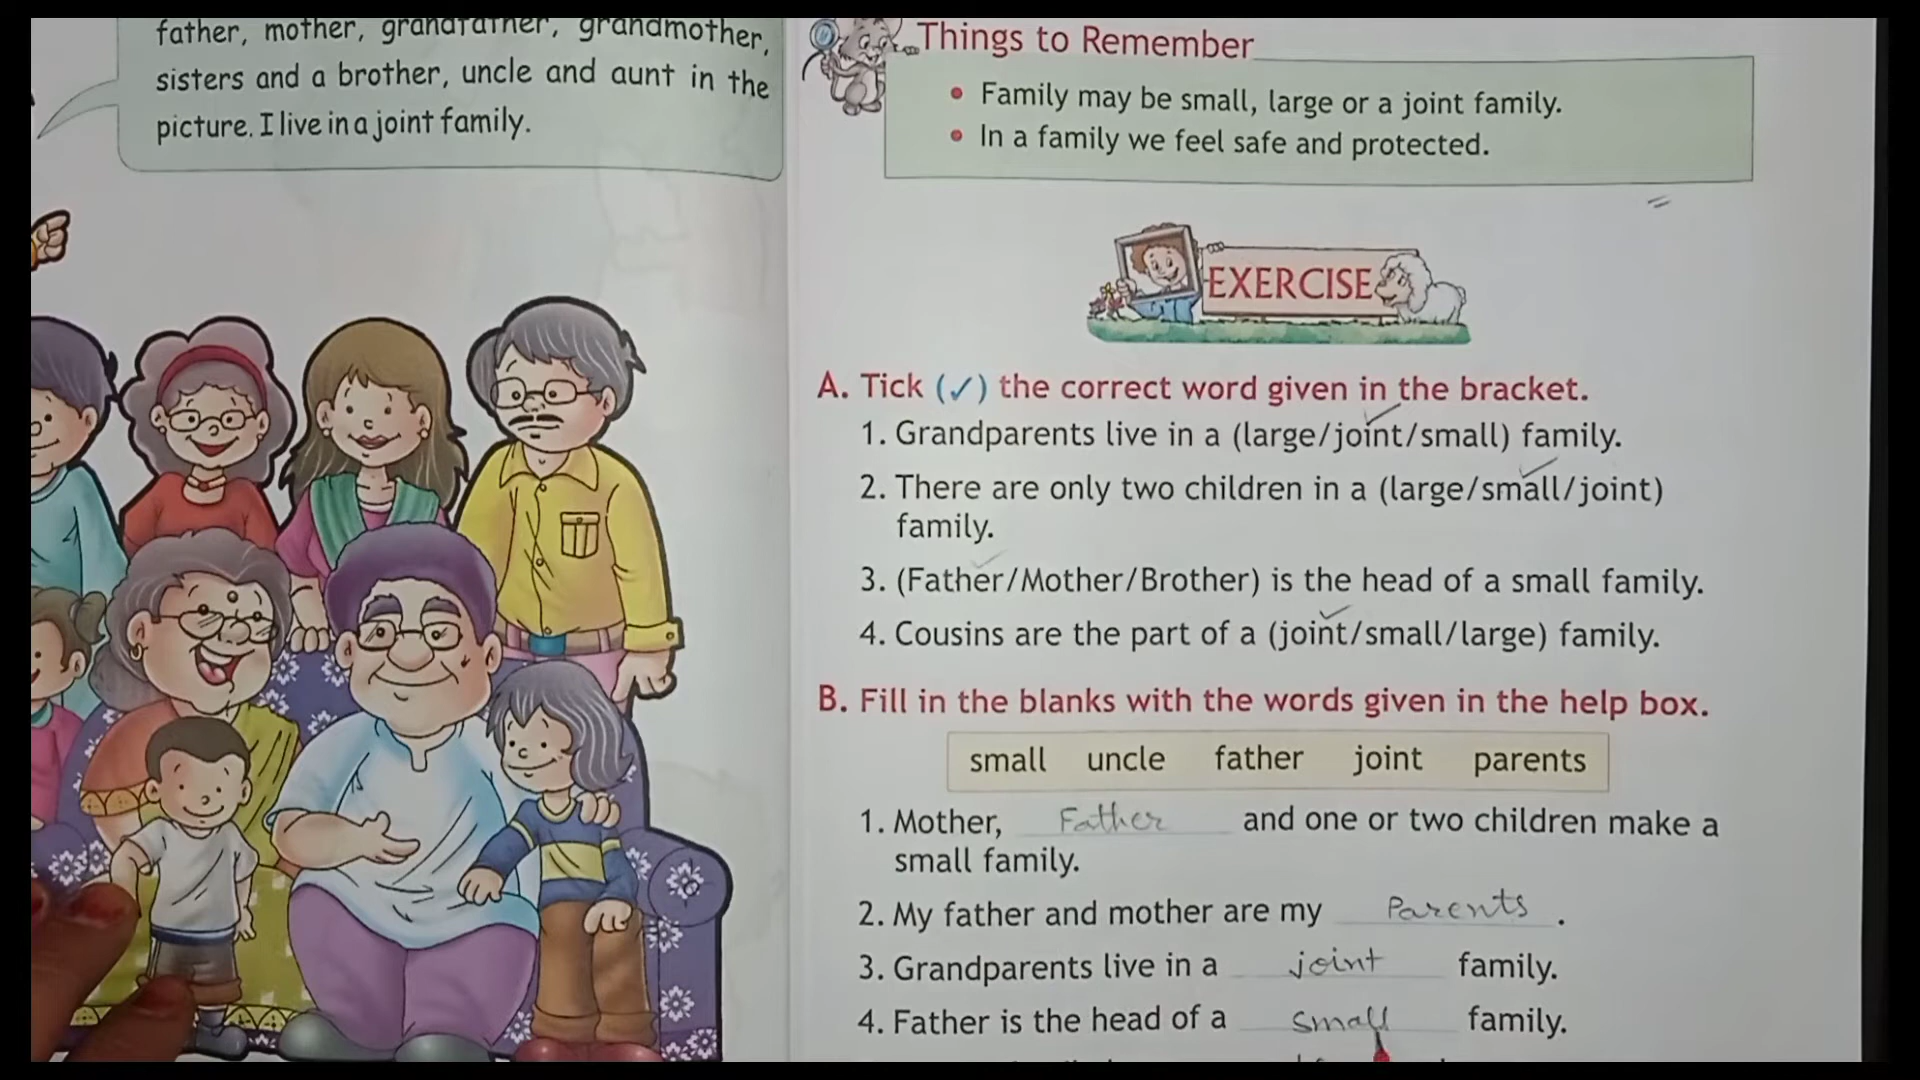 father, mother, grandfather, grandmother,
sisters and a brother, uncle and aunt in the
picture. I live in a joint family.
Things to Remember
• Family may be small, large or a joint family.
• In a family we feel safe and protected.
EXERCISE
A. Tick (✓) the correct word given in the bracket.
1. Grandparents live in a (large/joint/small) family.
2. There are only two children in a (large/small/joint)
family.
3. (Father/Mother/Brother) is the head of a small family.
4. Cousins are the part of a (joint/small/large) family.
B. Fill in the blanks with the words given in the help box.
small uncle father joint parents
1. Mother, Father and one or two children make a
small family.
2. My father and mother are my Parents.
3. Grandparents live in a joint family.
4. Father is the head of a small family.